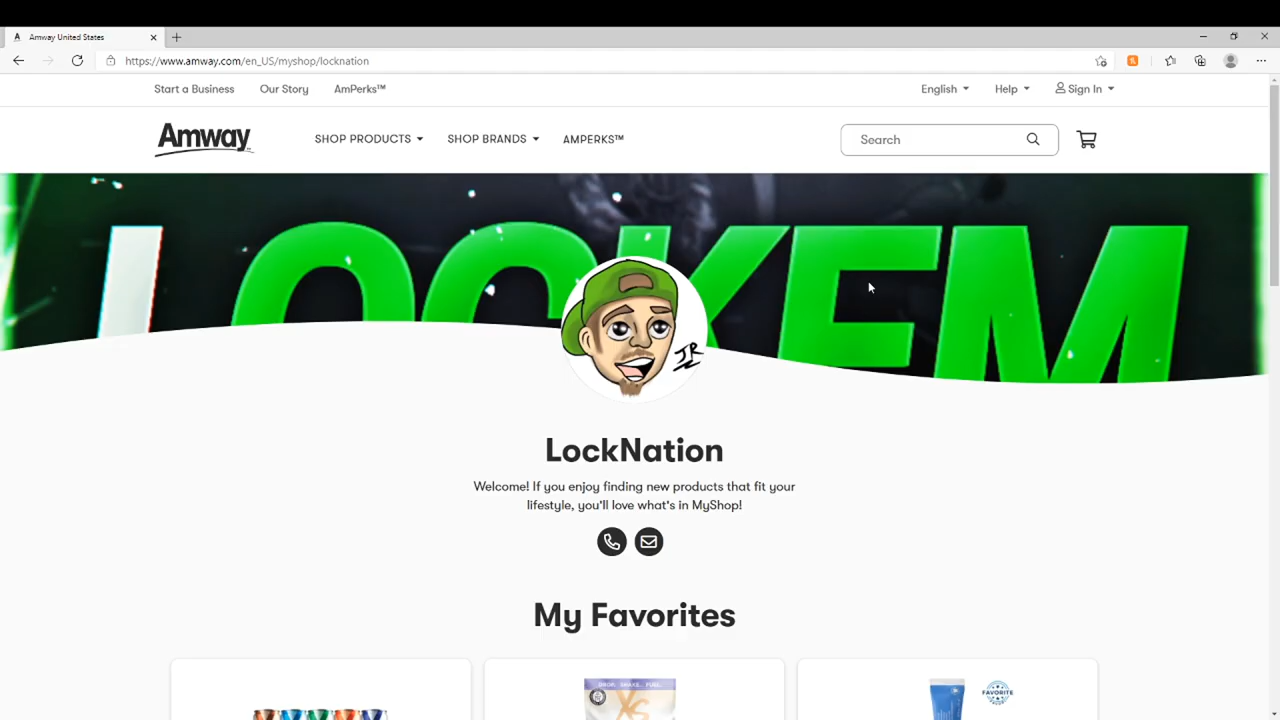 Amway United States
https://www.amway.com/en_US/myshop/locknation
Start a Business Our Story AmPerks™ English Help Sign In
Amway SHOP PRODUCTS SHOP BRANDS AMPERKS™ Search
LOCKEM
JR
LockNation
Welcome! If you enjoy finding new products that fit your
lifestyle, you'll love what's in MyShop!
My Favorites
XS
FAVORITE